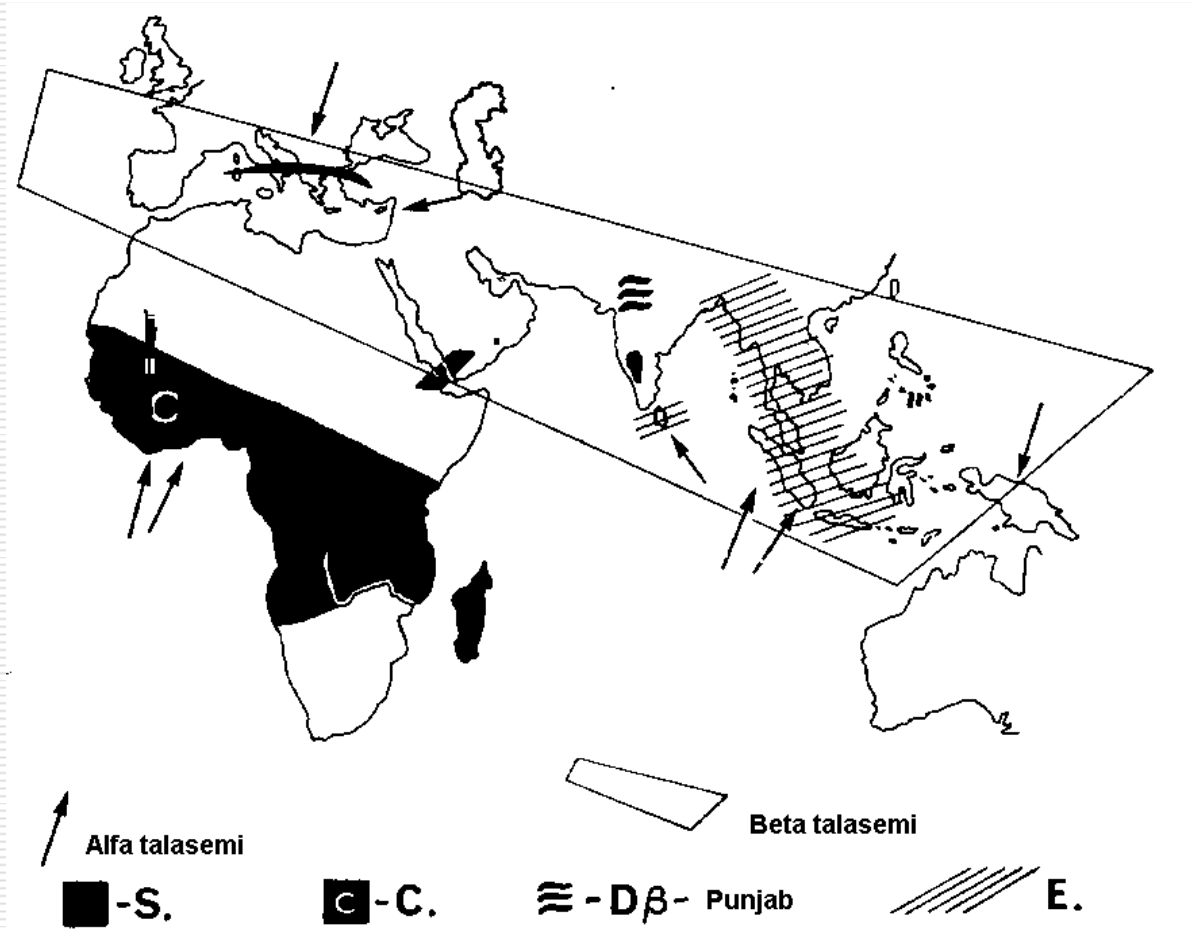 C
Alfa talasemi
Beta talasemi
-S.
C -C.
-Dβ- Punjab
E.